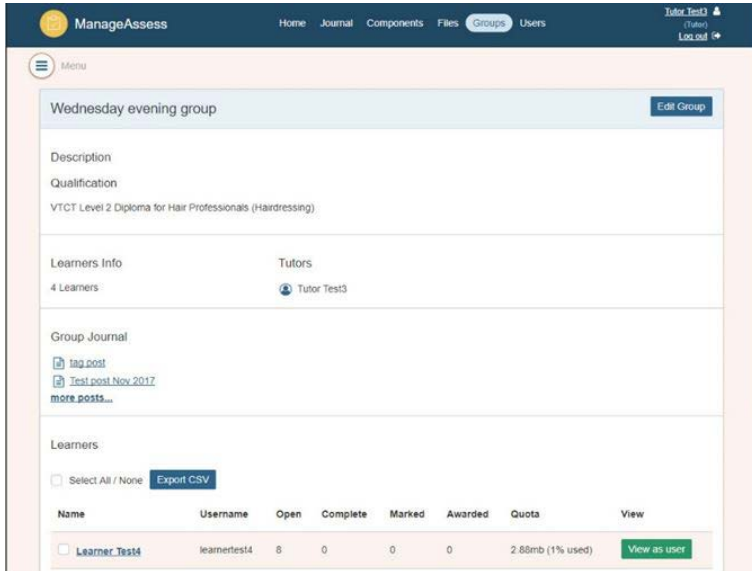 ManageAssess
Home Journal Components Files Groups Users
Tutor Test3
(Tutor)
Log out
Menu
Wednesday evening group
Edit Group
Description
Qualification
VTCT Level 2 Diploma for Hair Professionals (Hairdressing)
Learners Info
4 Learners
Tutors
Tutor Test3
Group Journal
tag post
Test post Nov 2017
more posts...
Learners
Select All / None Export CSV
Name Username Open Complete Marked Awarded Quota View
Learner Test4 learnertest4 8 0 0 0 2.88mb (1% used) View as user